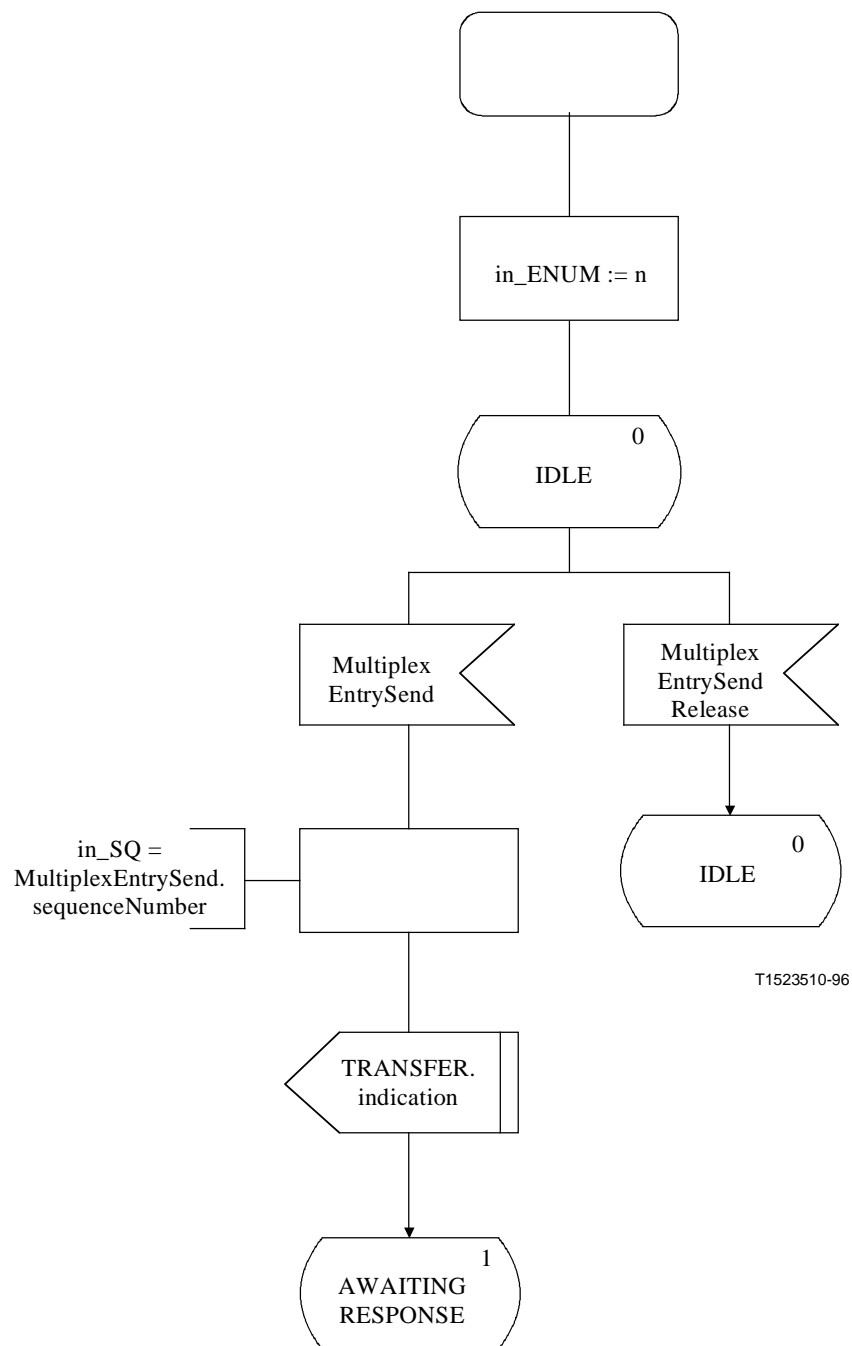 in_ENUM := n
0
IDLE
Multiplex
EntrySend
Multiplex
EntrySend
Release
in_SQ =
MultiplexEntrySend.
sequenceNumber
0
IDLE
T1523510-96
TRANSFER.
indication
1
AWAITING
RESPONSE